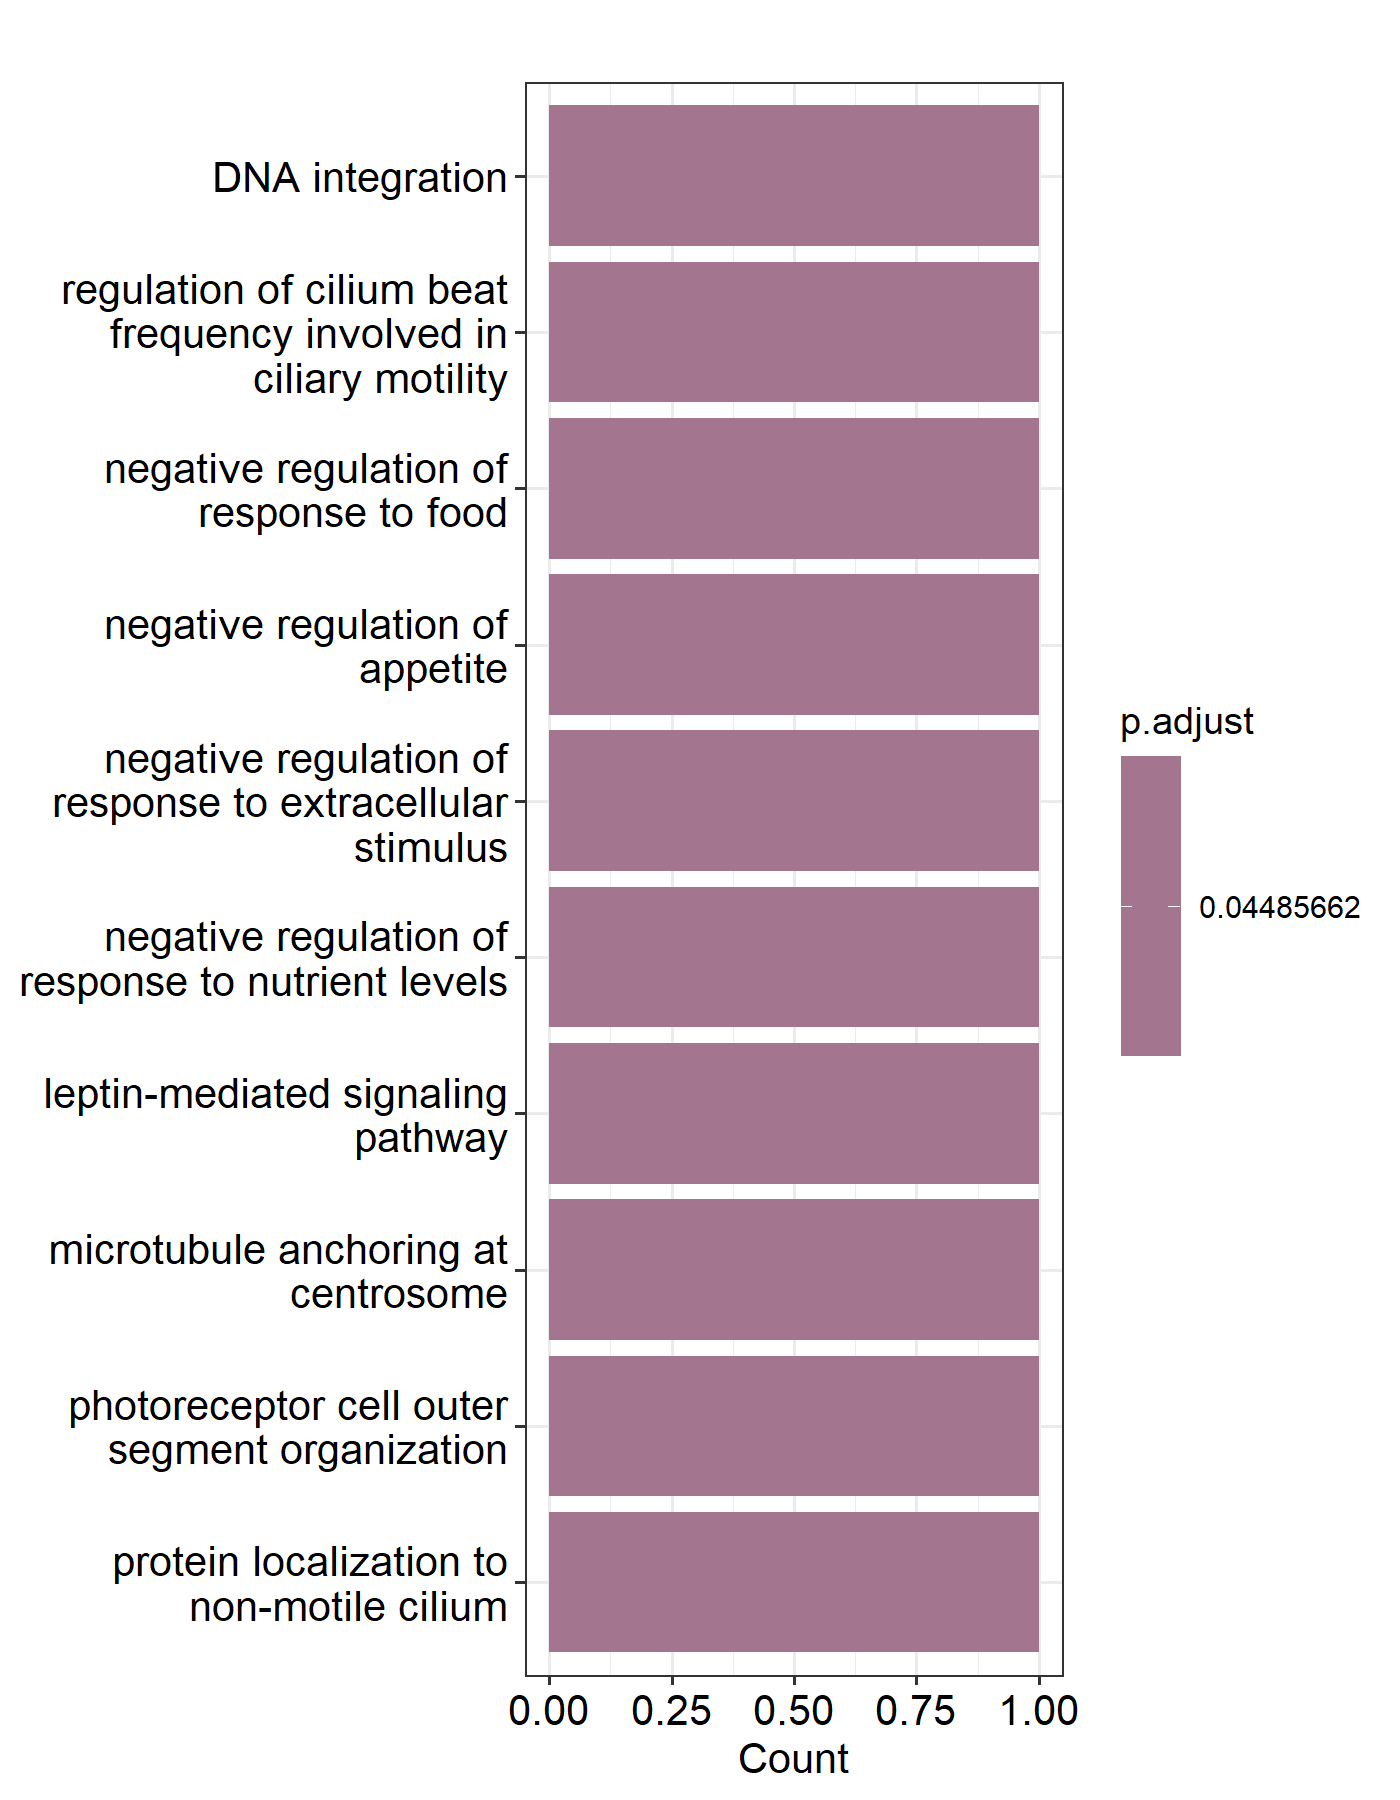 DNA integration
regulation of cilium beat
frequency involved in
ciliary motility
negative regulation of
response to food
negative regulation of
appetite
negative regulation of
response to extracellular
stimulus
negative regulation of
response to nutrient levels
leptin-mediated signaling
pathway
microtubule anchoring at
centrosome
photoreceptor cell outer
segment organization
protein localization to
non-motile cilium
0.00 0.25 0.50 0.75 1.00
Count
p.adjust
0.04485662